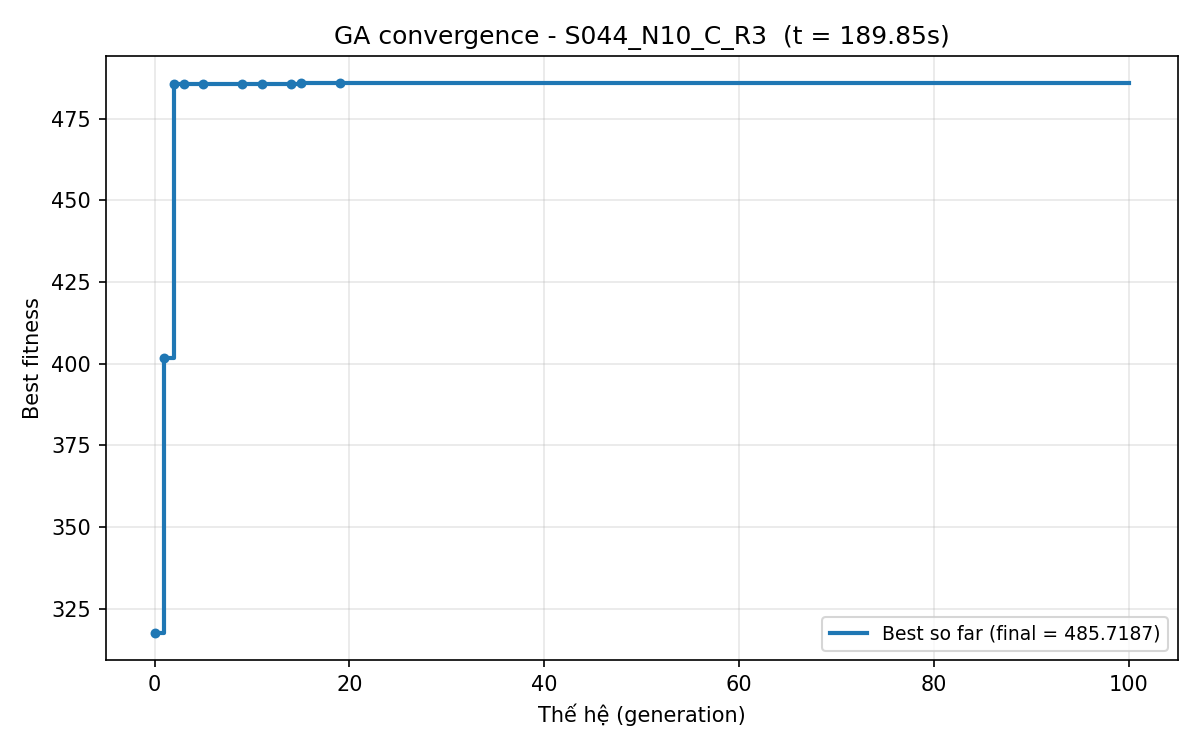 GA convergence - S044_N10_C_R3 (t = 189.85s)
Best fitness
475
450
425
400
375
350
325
Best so far (final = 485.7187)
0 20 40 60 80 100
Thế hệ (generation)